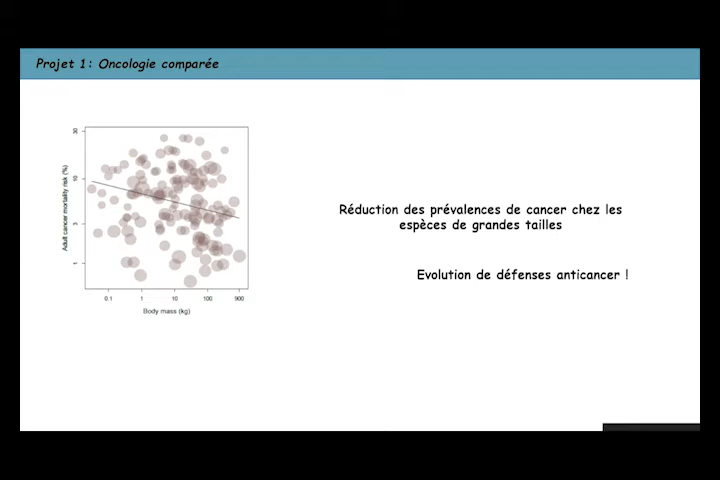 Projet 1: Oncologie comparée
30
10
3
1
Adult cancer mortality risk (%)
0.1 1 10 100 900
Body mass (kg)
Réduction des prévalences de cancer chez les
espèces de grandes tailles
Evolution de défenses anticancer !